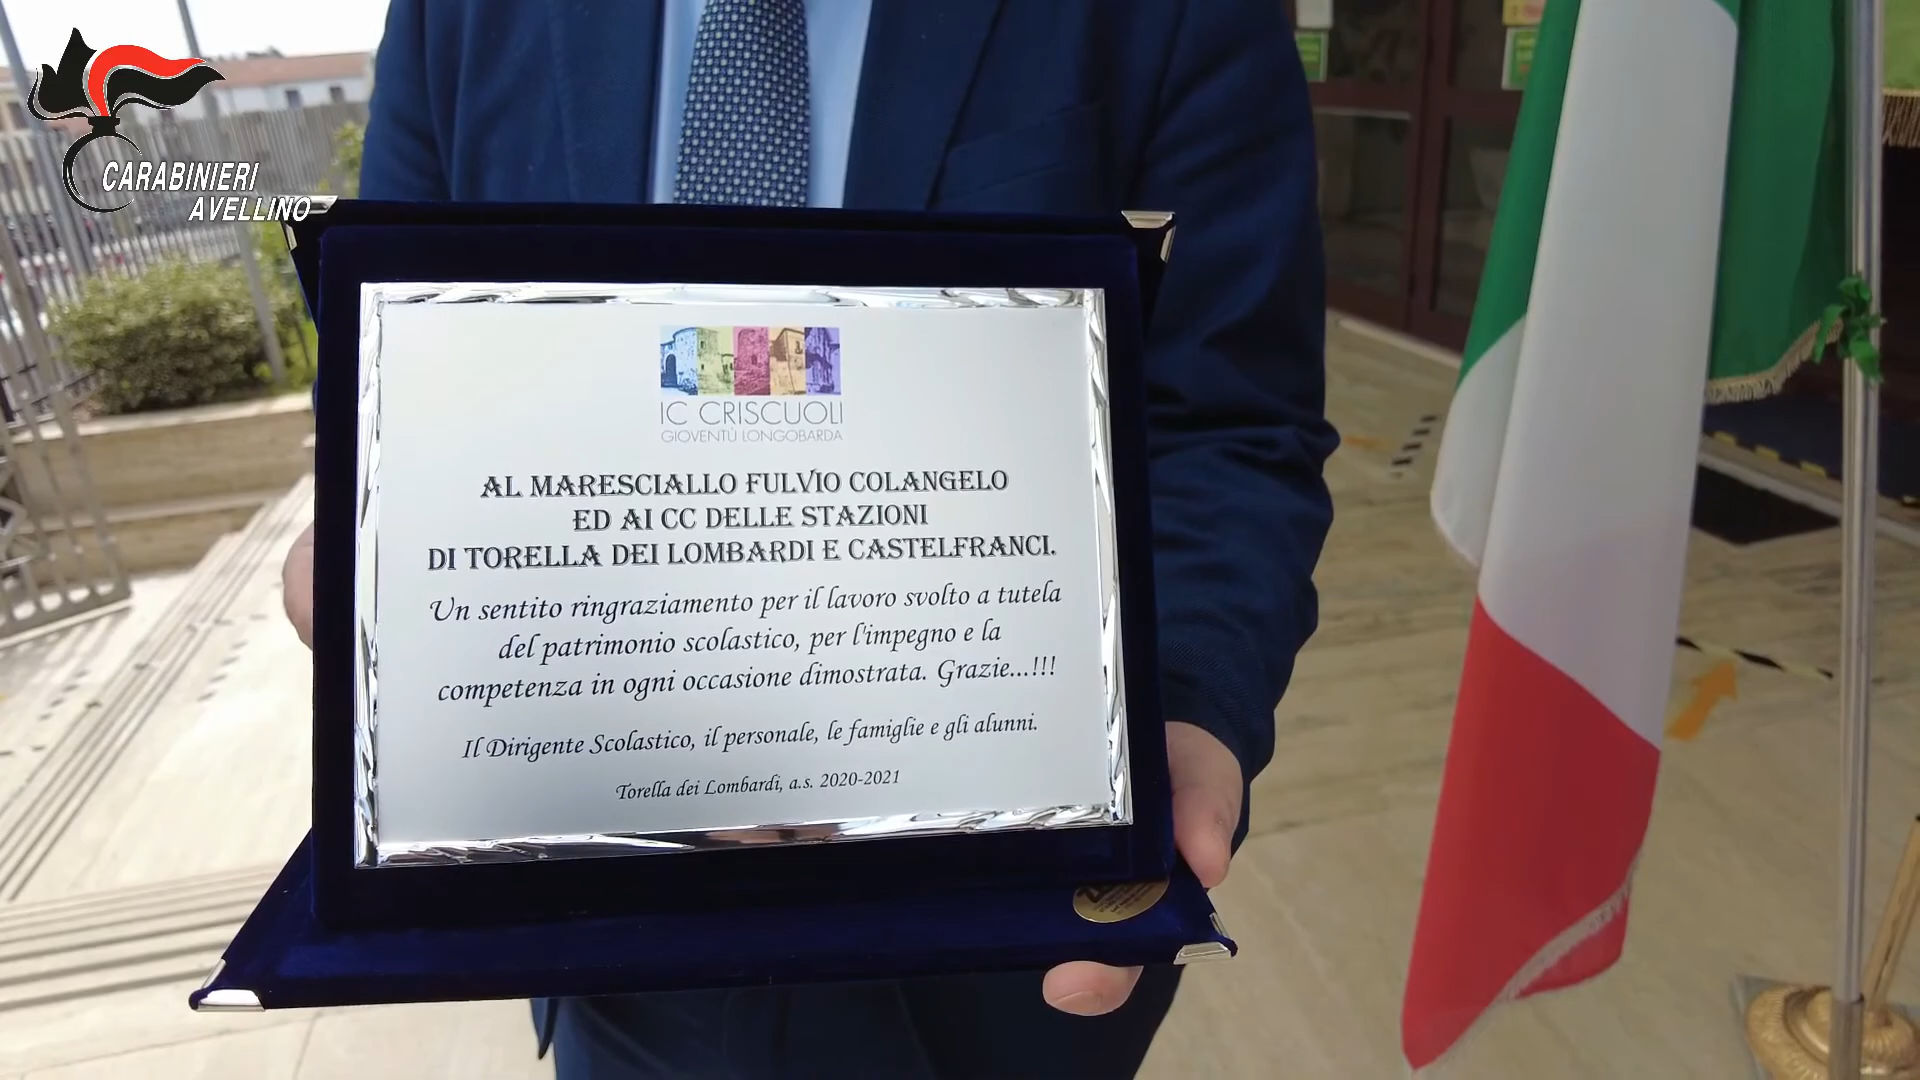 CARABINIERI
AVELLINO
IC CRISCUOLI
GIOVENTÙ LONGOBARDA
AL MARESCIALLO FULVIO COLANGELO
ED AI CC DELLE STAZIONI
DI TORELLA DEI LOMBARDI E CASTELFRANCI.
Un sentito ringraziamento per il lavoro svolto a tutela
del patrimonio scolastico, per l'impegno e la
competenza in ogni occasione dimostrata. Grazie...!!!
Il Dirigente Scolastico, il personale, le famiglie e gli alunni.
Torella dei Lombardi, a.s. 2020-2021